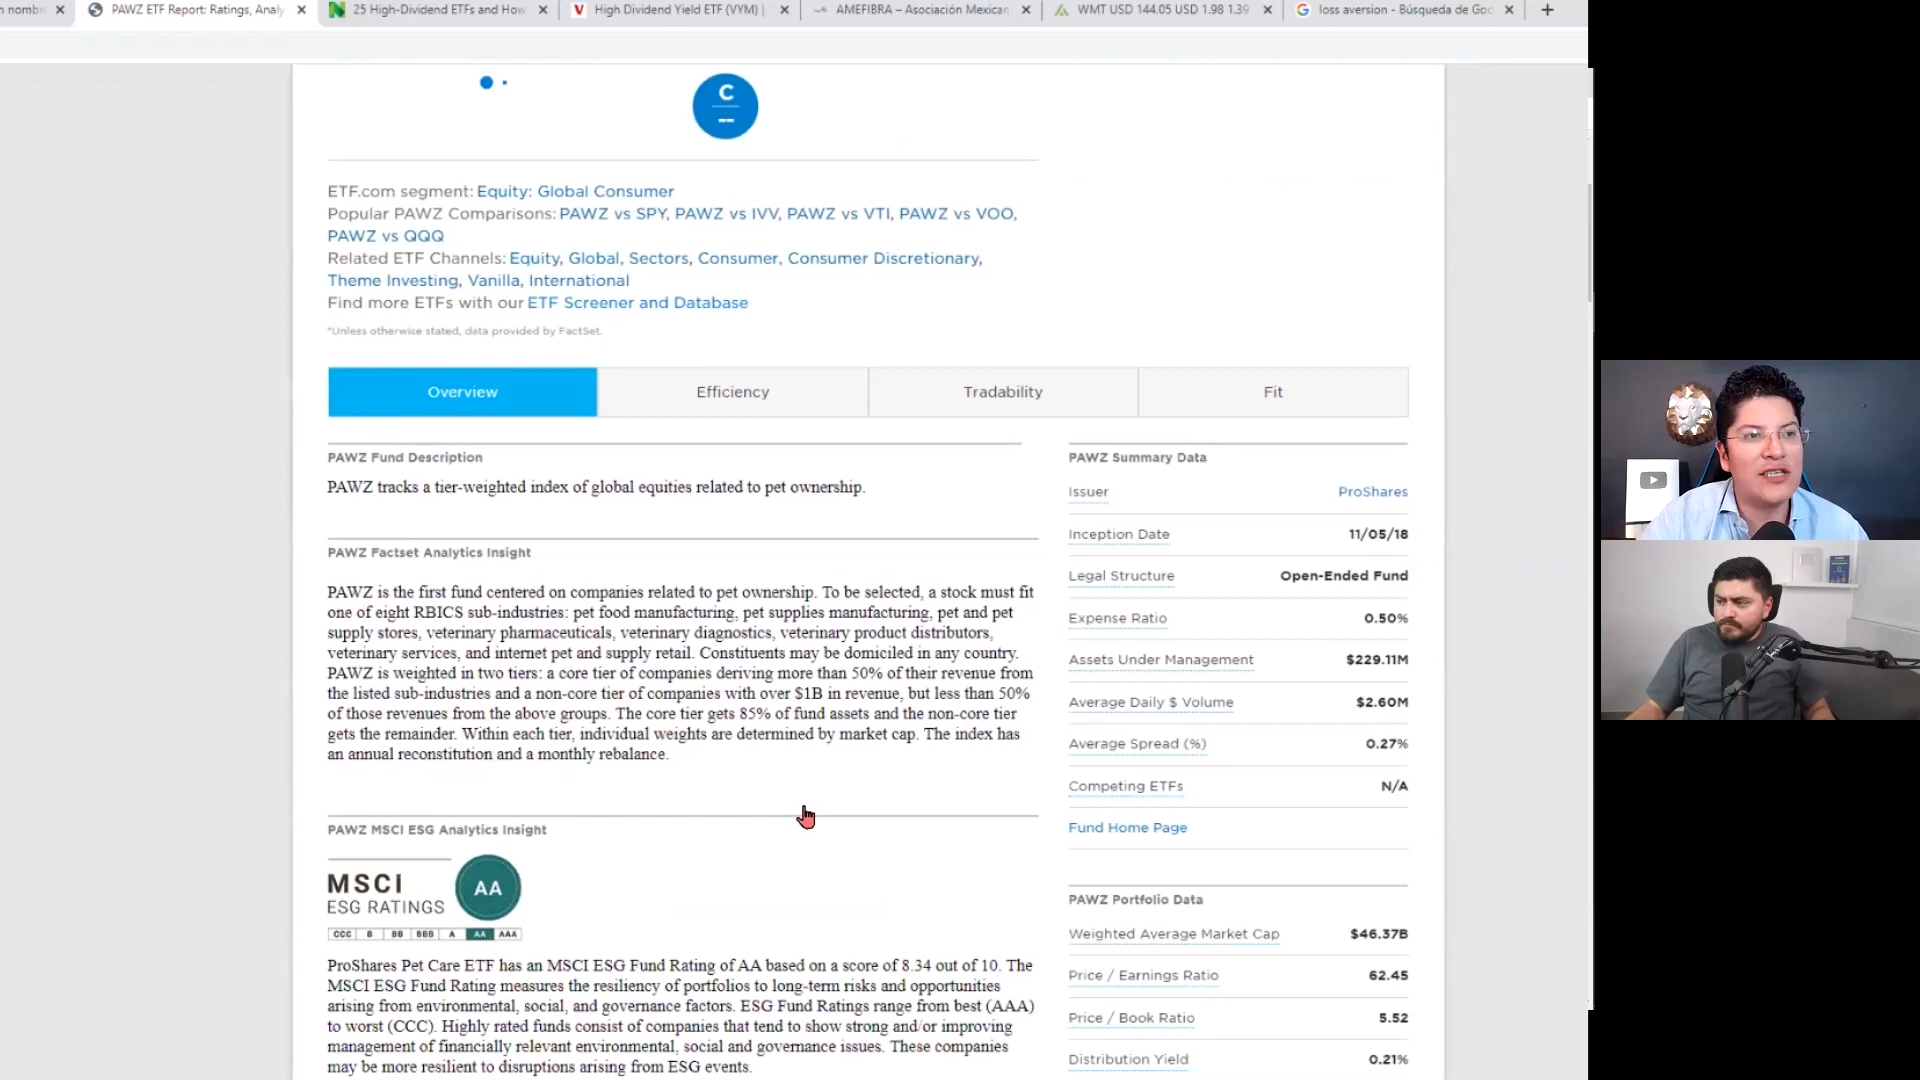 n nombr
PAWZ ETF Report: Ratings, Analy
25 High-Dividend ETFs and How
High Dividend Yield ETF (VYM) |
AMEFIBRA – Asociación Mexican
WMT USD 144.05 USD 1.98 1.39
loss aversion - Búsqueda de Goo
C
--
ETF.com segment: Equity: Global Consumer
Popular PAWZ Comparisons: PAWZ vs SPY, PAWZ vs IVV, PAWZ vs VTI, PAWZ vs VOO,
PAWZ vs QQQ
Related ETF Channels: Equity, Global, Sectors, Consumer, Consumer Discretionary,
Theme Investing, Vanilla, International
Find more ETFs with our ETF Screener and Database
*Unless otherwise stated, data provided by FactSet.
Overview
Efficiency
Tradability
Fit
PAWZ Fund Description
PAWZ tracks a tier-weighted index of global equities related to pet ownership.
PAWZ Factset Analytics Insight
PAWZ is the first fund centered on companies related to pet ownership. To be selected, a stock must fit
one of eight RBICS sub-industries: pet food manufacturing, pet supplies manufacturing, pet and pet
supply stores, veterinary pharmaceuticals, veterinary diagnostics, veterinary product distributors,
veterinary services, and internet pet and supply retail. Constituents may be domiciled in any country.
PAWZ is weighted in two tiers: a core tier of companies deriving more than 50% of their revenue from
the listed sub-industries and a non-core tier of companies with over $1B in revenue, but less than 50%
of those revenues from the above groups. The core tier gets 85% of fund assets and the non-core tier
gets the remainder. Within each tier, individual weights are determined by market cap. The index has
an annual reconstitution and a monthly rebalance.
PAWZ MSCI ESG Analytics Insight
MSCI
ESG RATINGS
AA
CCC B BB BBB A AA AAA
ProShares Pet Care ETF has an MSCI ESG Fund Rating of AA based on a score of 8.34 out of 10. The
MSCI ESG Fund Rating measures the resiliency of portfolios to long-term risks and opportunities
arising from environmental, social, and governance factors. ESG Fund Ratings range from best (AAA)
to worst (CCC). Highly rated funds consist of companies that tend to show strong and/or improving
management of financially relevant environmental, social and governance issues. These companies
may be more resilient to disruptions arising from ESG events.
PAWZ Summary Data
Issuer ProShares
Inception Date 11/05/18
Legal Structure Open-Ended Fund
Expense Ratio 0.50%
Assets Under Management $229.11M
Average Daily $ Volume $2.60M
Average Spread (%) 0.27%
Competing ETFs N/A
Fund Home Page
PAWZ Portfolio Data
Weighted Average Market Cap $46.37B
Price / Earnings Ratio 62.45
Price / Book Ratio 5.52
Distribution Yield 0.21%